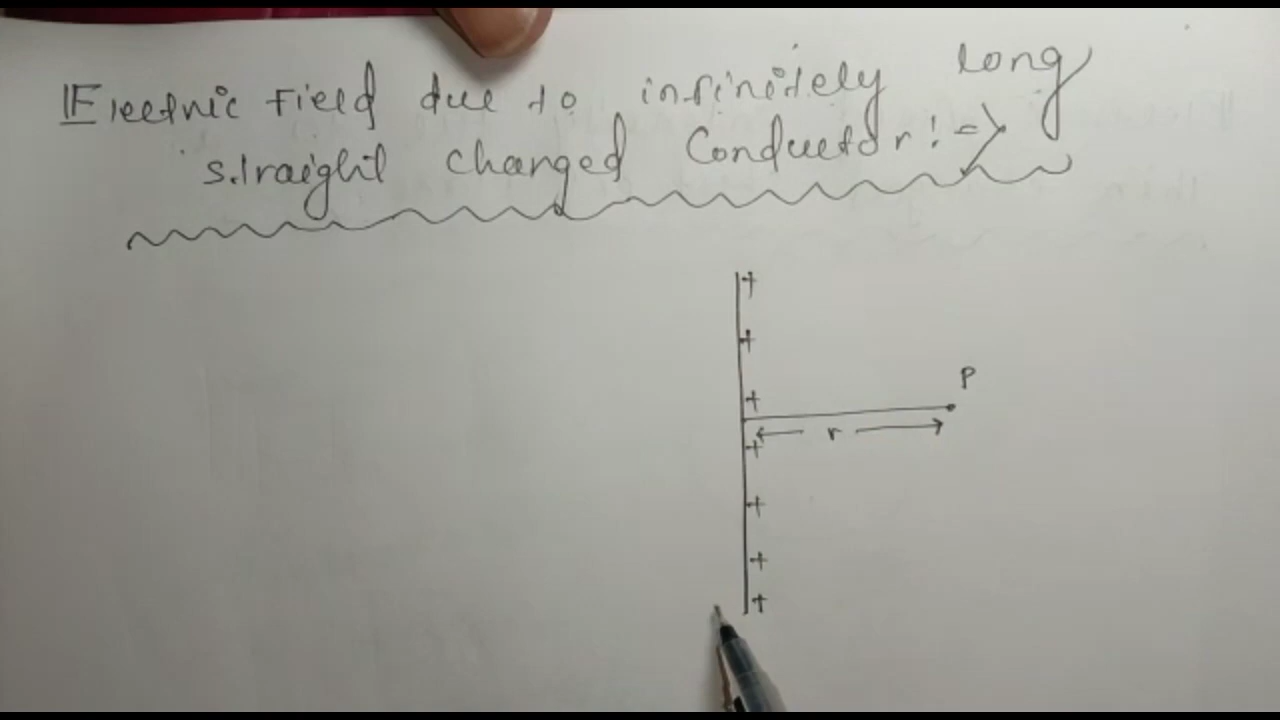 Electric Field due to infinitely long
straight charged Conductor :=>
+
+
+
P
r
+
+
+
+